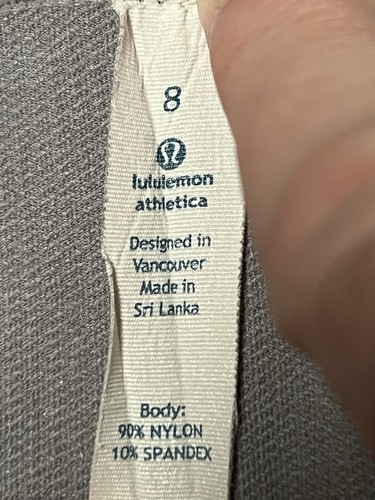 8
lululemon
athletica
Designed in
Vancouver
Made in
Sri Lanka
Body:
90% NYLON
10% SPANDEX